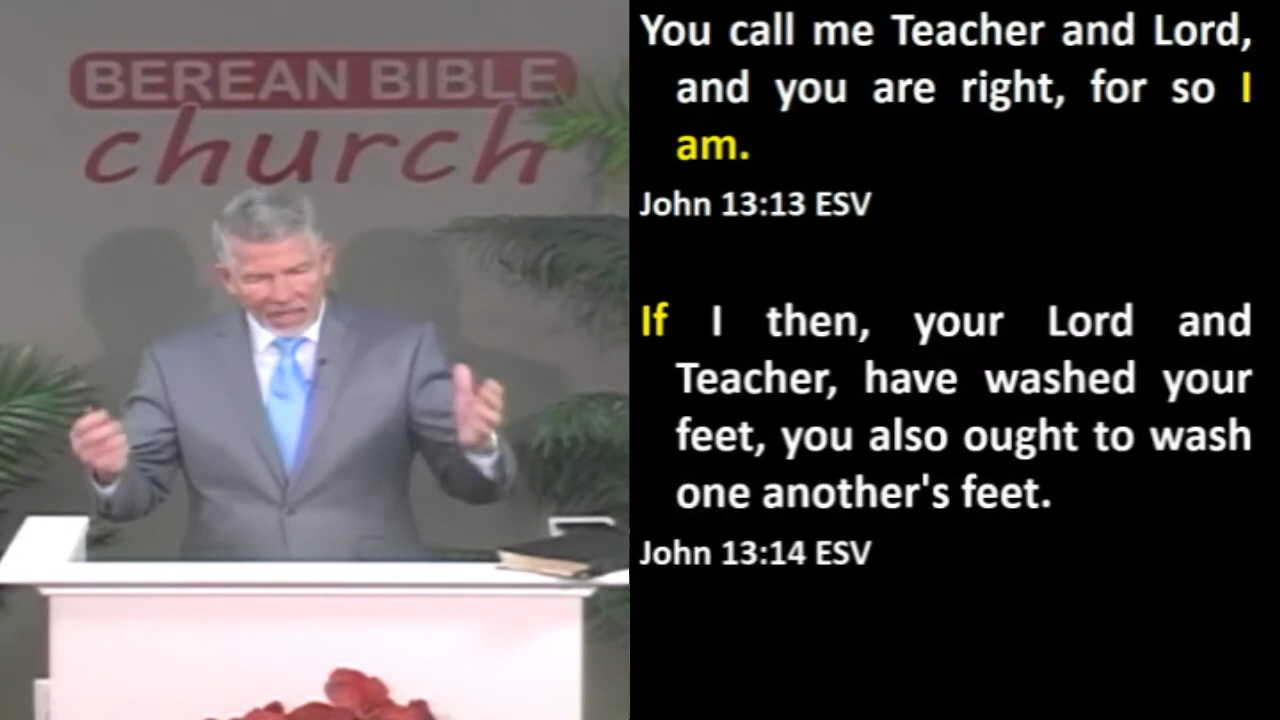 BEREAN BIBLE
church
You call me Teacher and Lord,
and you are right, for so I
am.
John 13:13 ESV
If I then, your Lord and
Teacher, have washed your
feet, you also ought to wash
one another's feet.
John 13:14 ESV